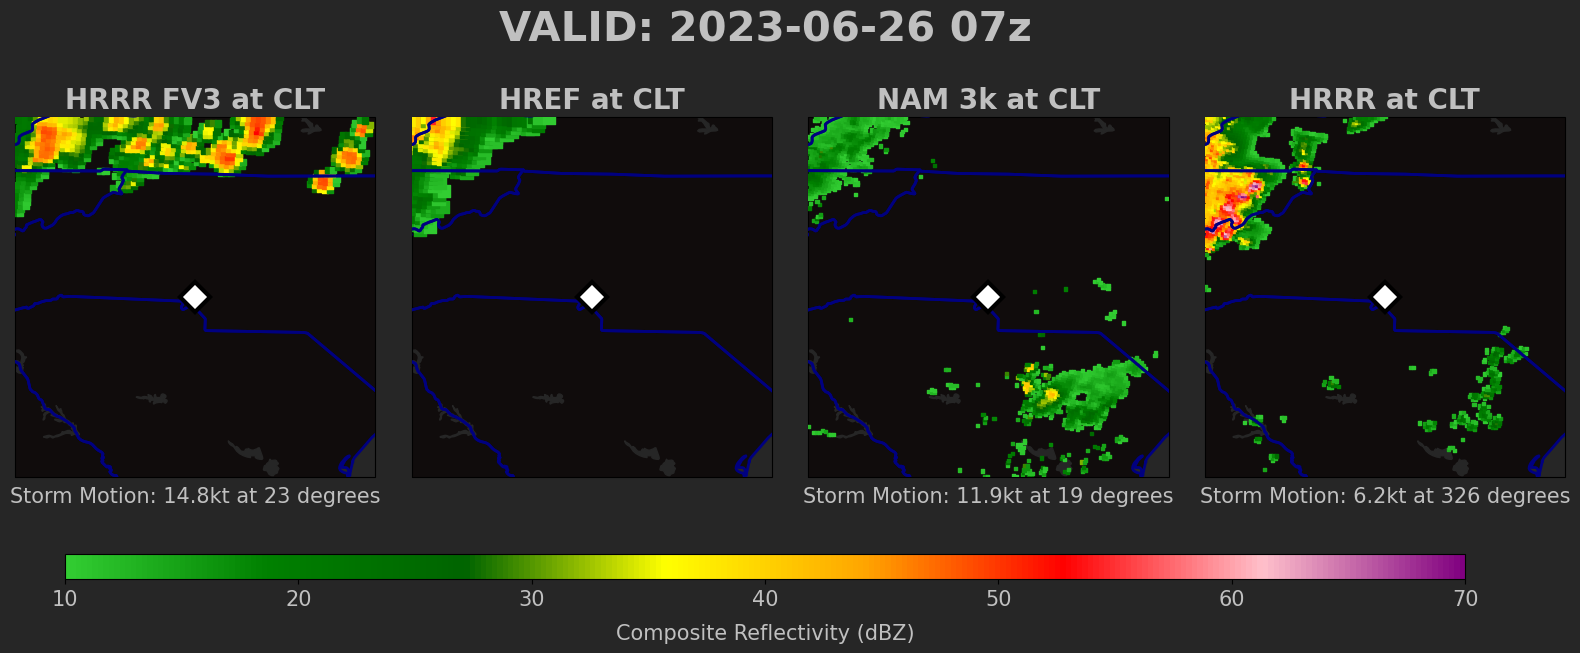 VALID: 2023-06-26 07z
HRRR FV3 at CLT
HREF at CLT
NAM 3k at CLT
HRRR at CLT
Storm Motion: 14.8kt at 23 degrees
Storm Motion: 11.9kt at 19 degrees
Storm Motion: 6.2kt at 326 degrees
10 20 30 40 50 60 70
Composite Reflectivity (dBZ)